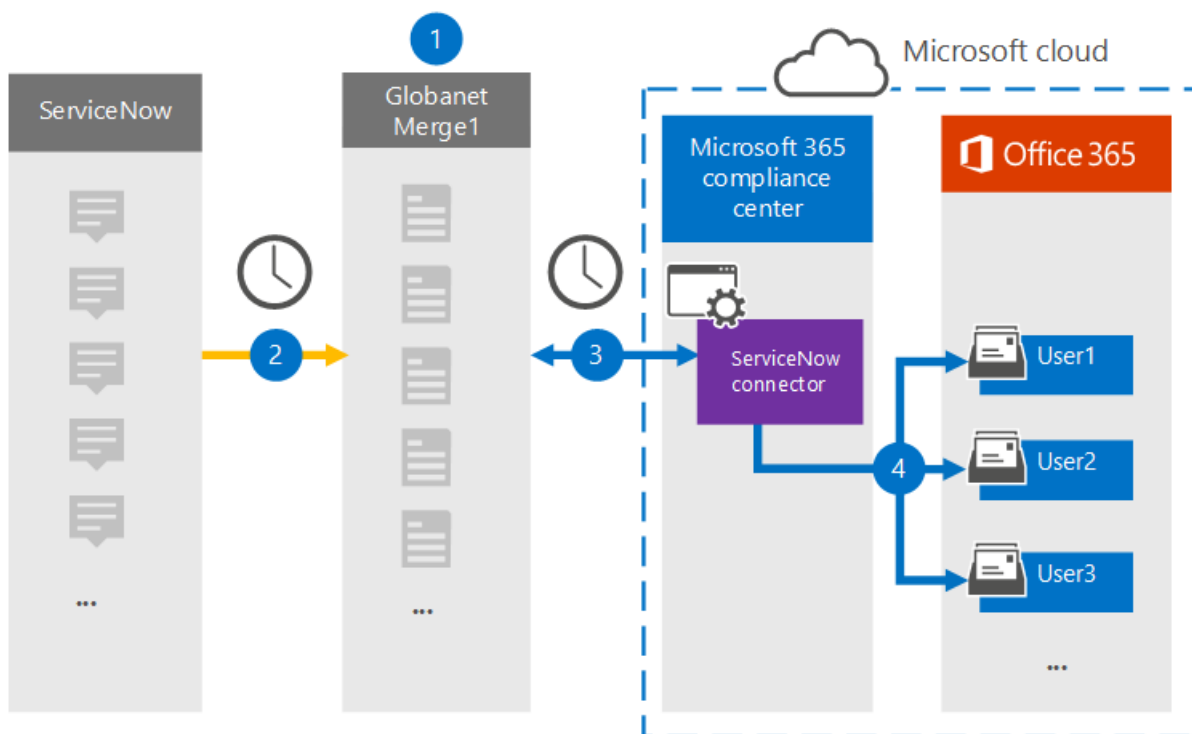 1
Microsoft cloud
ServiceNow
Globanet
Merge1
Microsoft 365
compliance
center
Office 365
2
3
ServiceNow
connector
4
User1
User2
User3
...
...
...